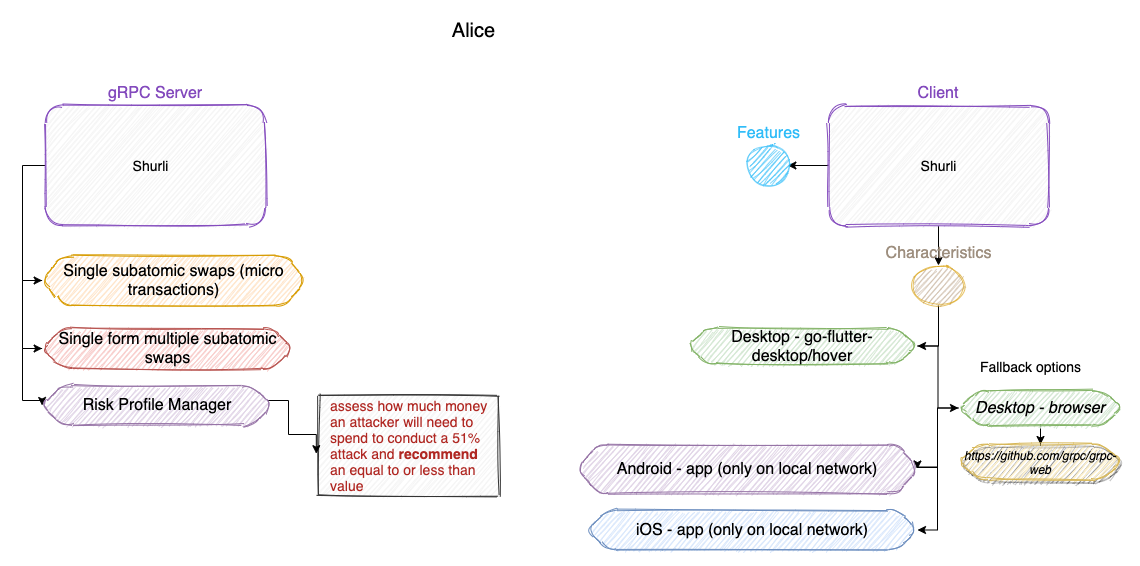 Alice
gRPC Server
Shurli
Single subatomic swaps (micro
transactions)
Single form multiple subatomic
swaps
Risk Profile Manager
assess how much money
an attacker will need to
spend to conduct a 51%
attack and recommend
an equal to or less than
value
Client
Features
Shurli
Characteristics
Desktop - go-flutter-
desktop/hover
Fallback options
Desktop - browser
https://github.com/grpc/grpc-
web
Android - app (only on local network)
iOS - app (only on local network)